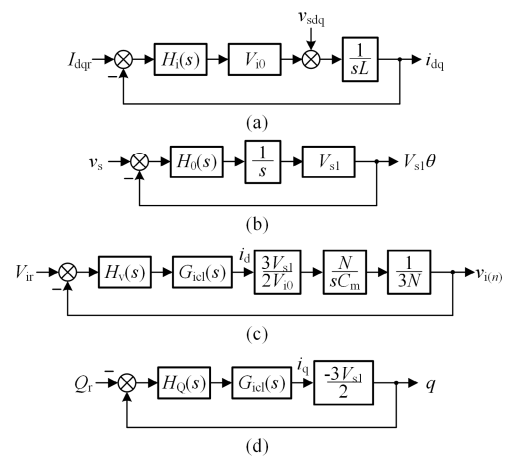 v_sdq
I_dqr − H_i(s) V_i0 1/sL i_dq
(a)
v_s − H_0(s) 1/s V_s1 V_s1θ
(b)
V_ir − H_v(s) G_icl(s) i_d 3V_s1/2V_i0 N/sC_m 1/3N v_i(n)
(c)
Q_r − H_Q(s) G_icl(s) i_q -3V_s1/2 q
(d)